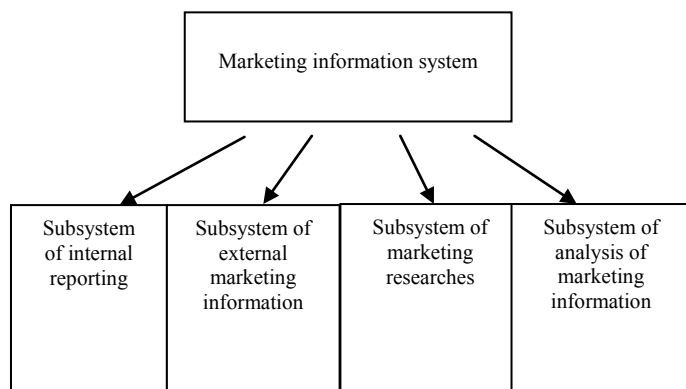 Marketing information system
Subsystem
of internal
reporting
Subsystem of
external
marketing
information
Subsystem of
marketing
researches
Subsystem of
analysis of
marketing
information